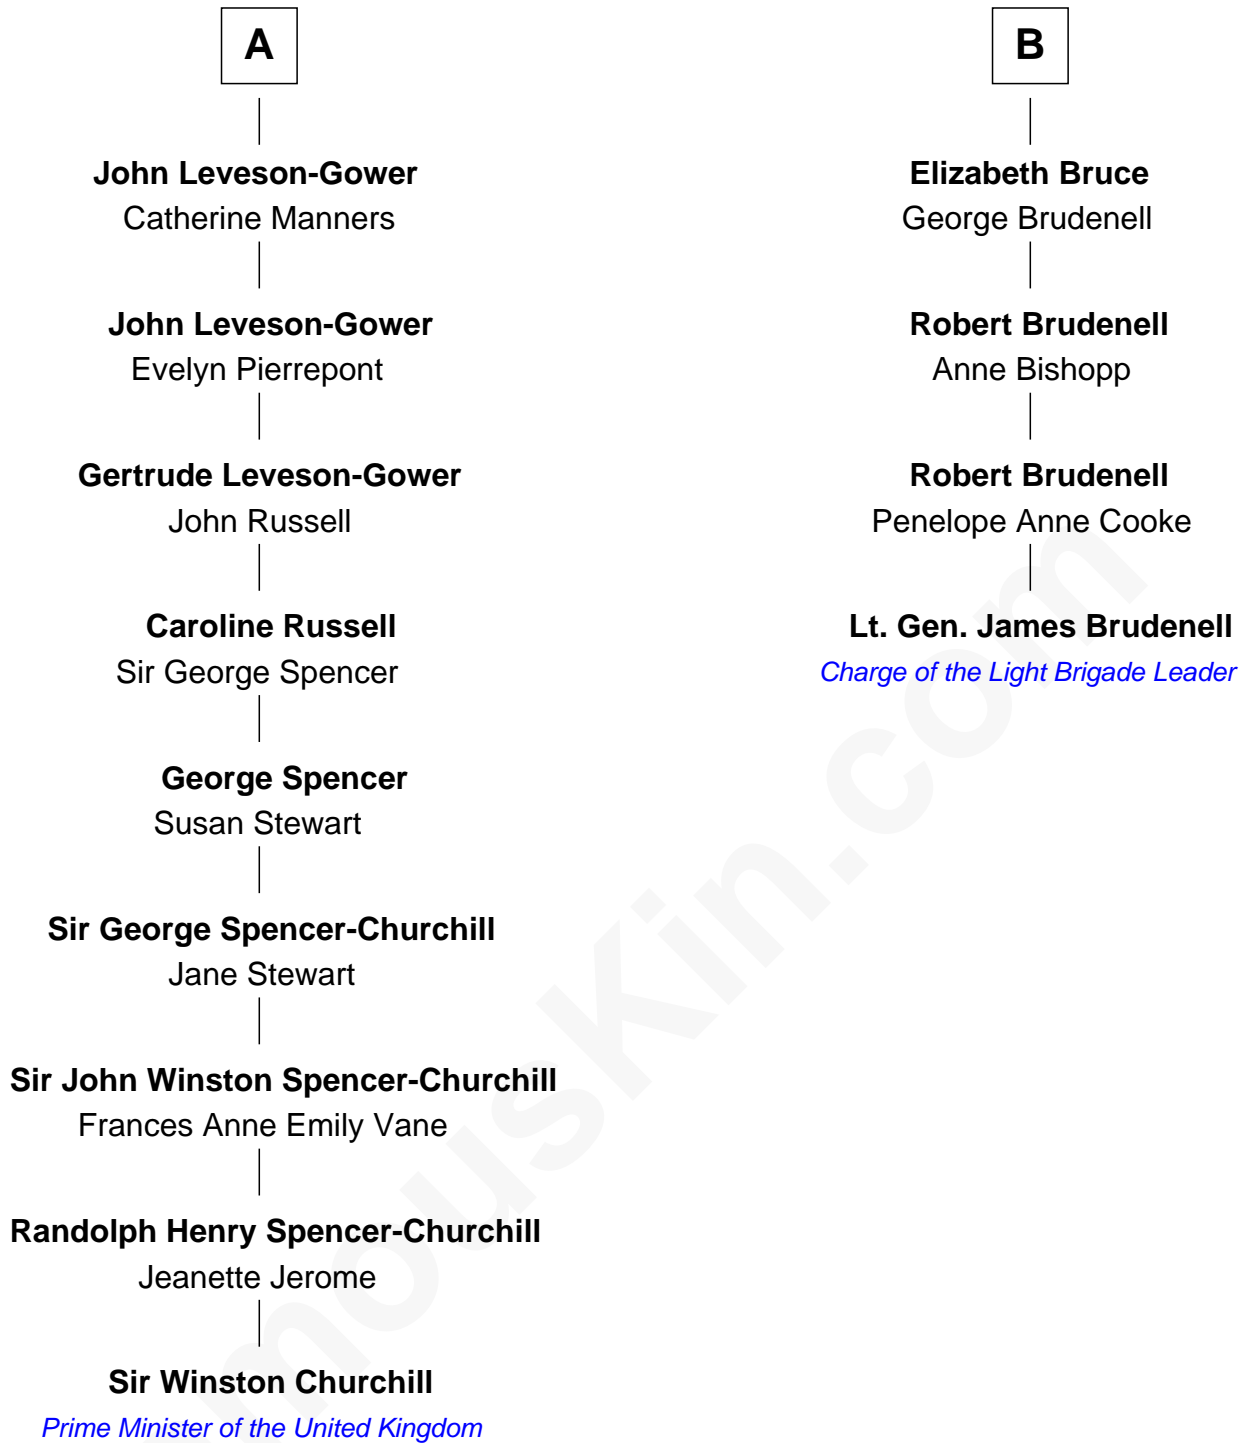 A
John Leveson-Gower
Catherine Manners
John Leveson-Gower
Evelyn Pierrepont
Gertrude Leveson-Gower
John Russell
Caroline Russell
Sir George Spencer
George Spencer
Susan Stewart
Sir George Spencer-Churchill
Jane Stewart
Sir John Winston Spencer-Churchill
Frances Anne Emily Vane
Randolph Henry Spencer-Churchill
Jeanette Jerome
Sir Winston Churchill
Prime Minister of the United Kingdom
B
Elizabeth Bruce
George Brudenell
Robert Brudenell
Anne Bishopp
Robert Brudenell
Penelope Anne Cooke
Lt. Gen. James Brudenell
Charge of the Light Brigade Leader
mousKin.com